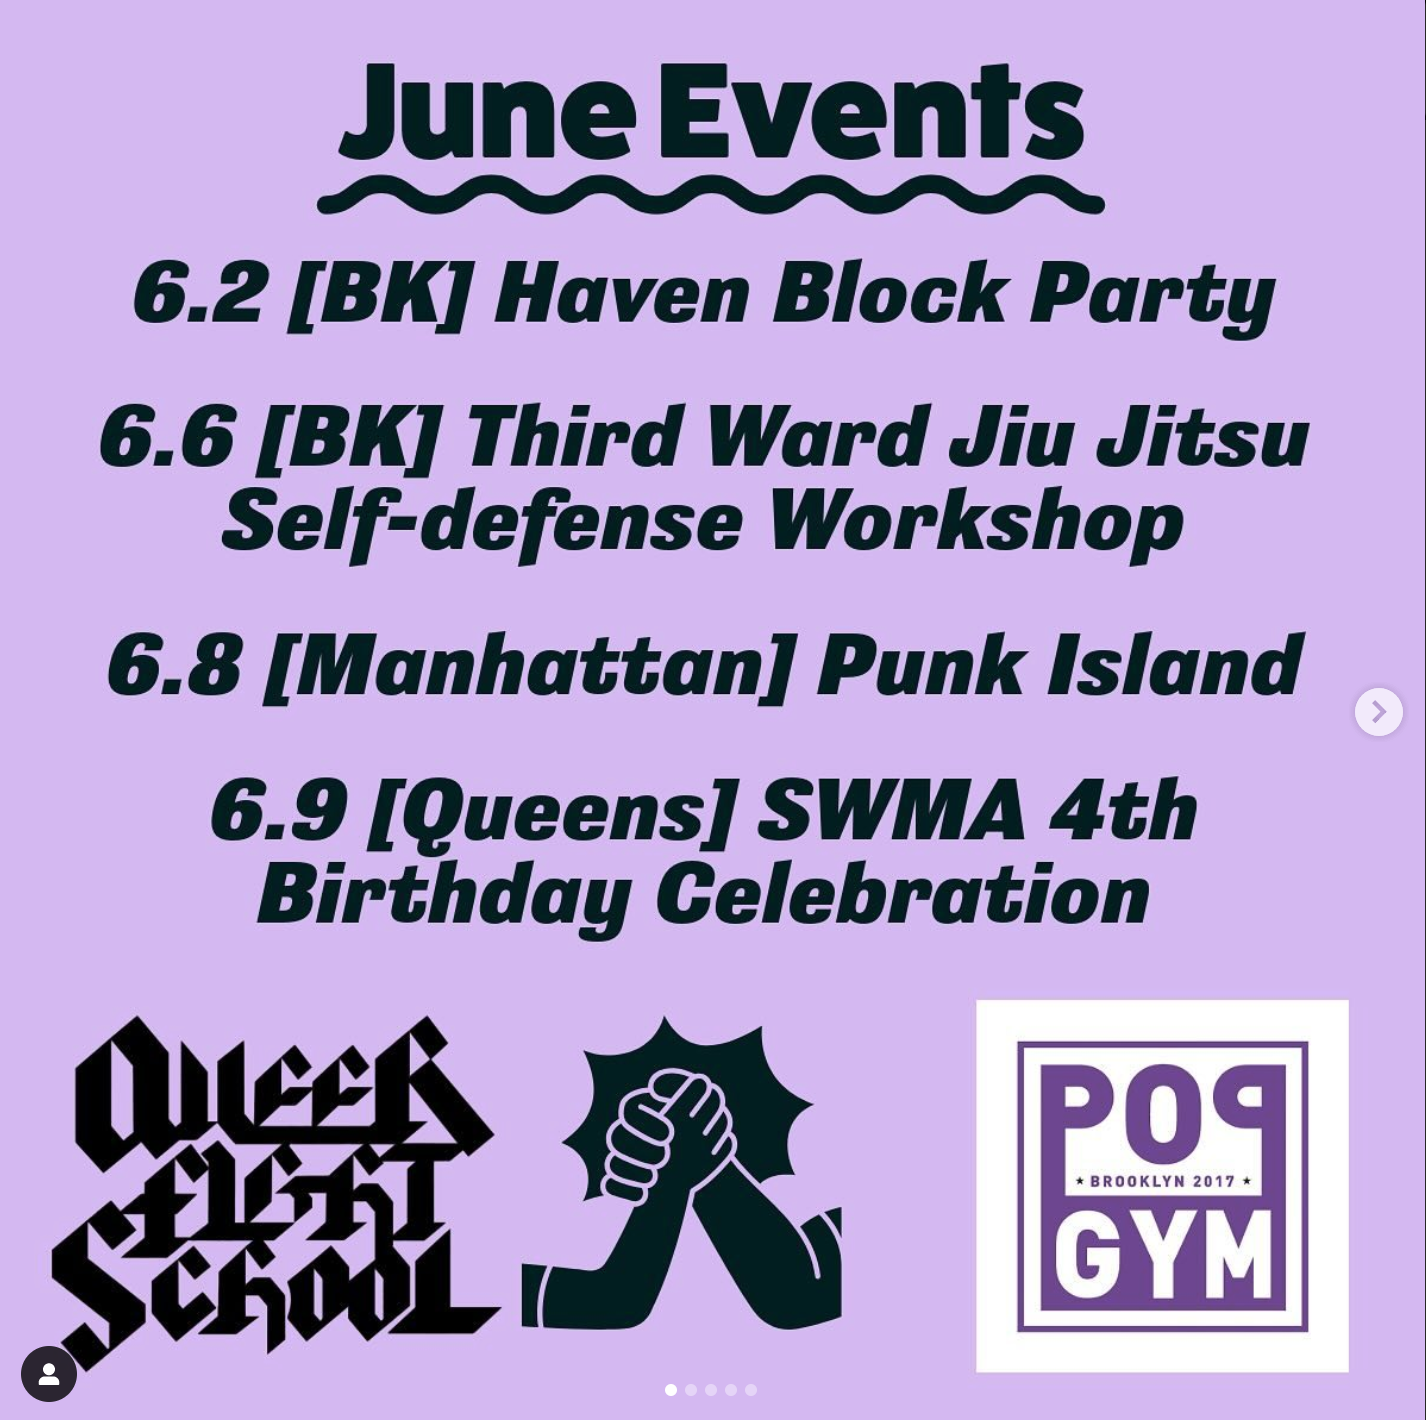 June Events
6.2 [BK] Haven Block Party
6.6 [BK] Third Ward Jiu Jitsu
Self-defense Workshop
6.8 [Manhattan] Punk Island
6.9 [Queens] SWMA 4th
Birthday Celebration
QUEER
FIGHT
SCHOOL
POP
★ BROOKLYN 2017 ★
GYM